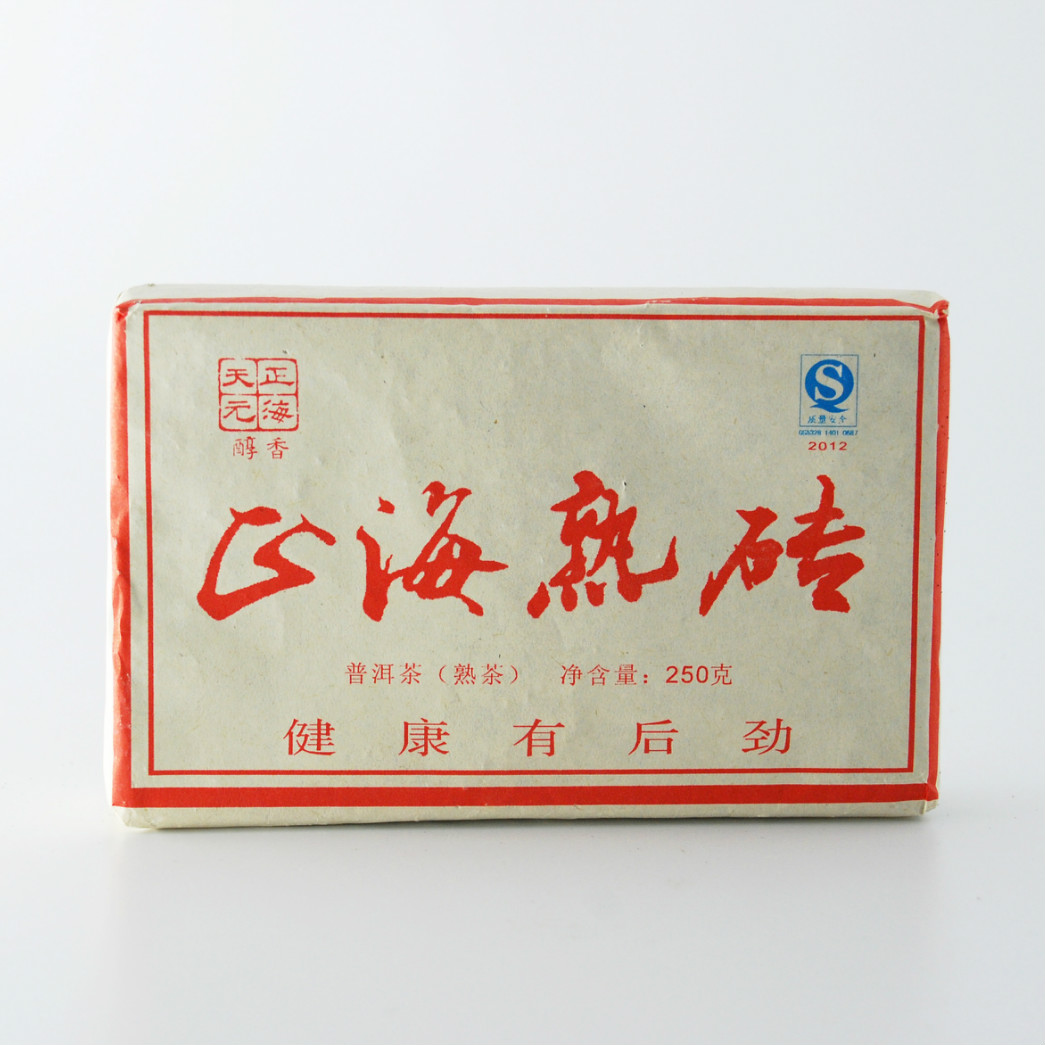 正海
天元
醇香
质量安全
2012
正海熟砖
普洱茶（熟茶） 净含量：250克
健康有后劲